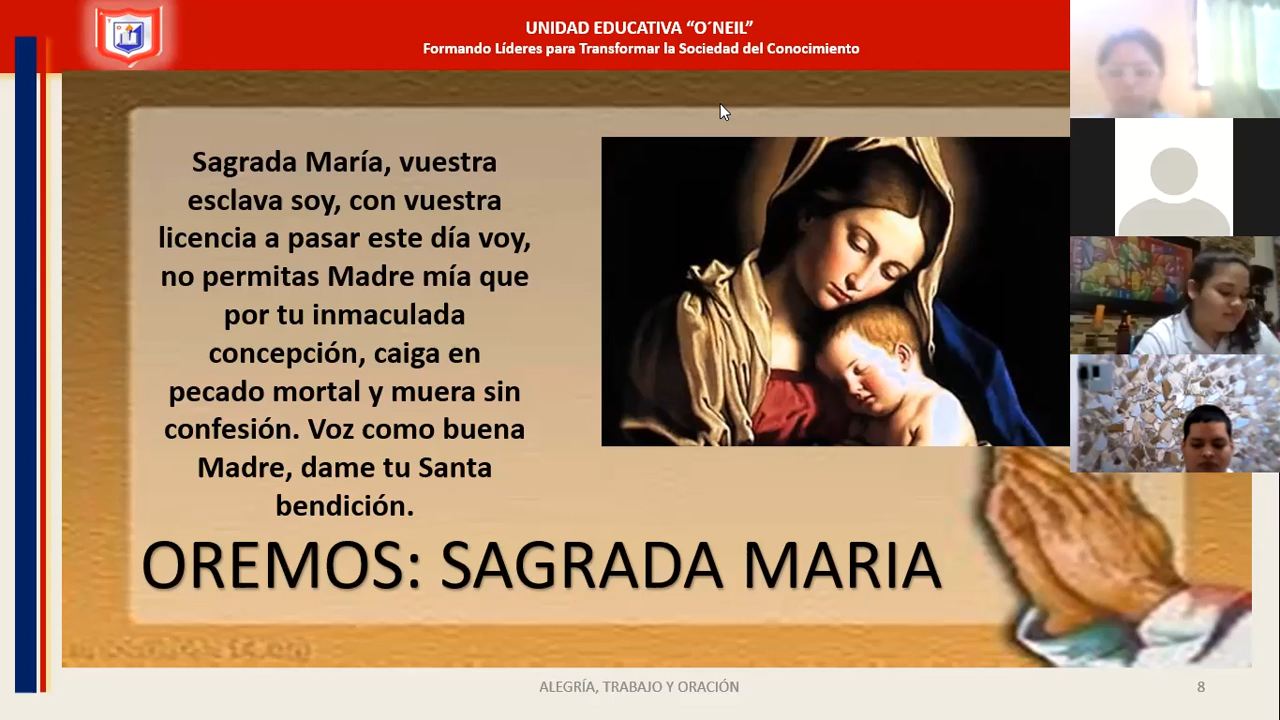 UNIDAD EDUCATIVA “O´NEIL”
Formando Líderes para Transformar la Sociedad del Conocimiento
Sagrada María, vuestra
esclava soy, con vuestra
licencia a pasar este día voy,
no permitas Madre mía que
por tu inmaculada
concepción, caiga en
pecado mortal y muera sin
confesión. Voz como buena
Madre, dame tu Santa
bendición.
OREMOS: SAGRADA MARIA
ALEGRÍA, TRABAJO Y ORACIÓN
8